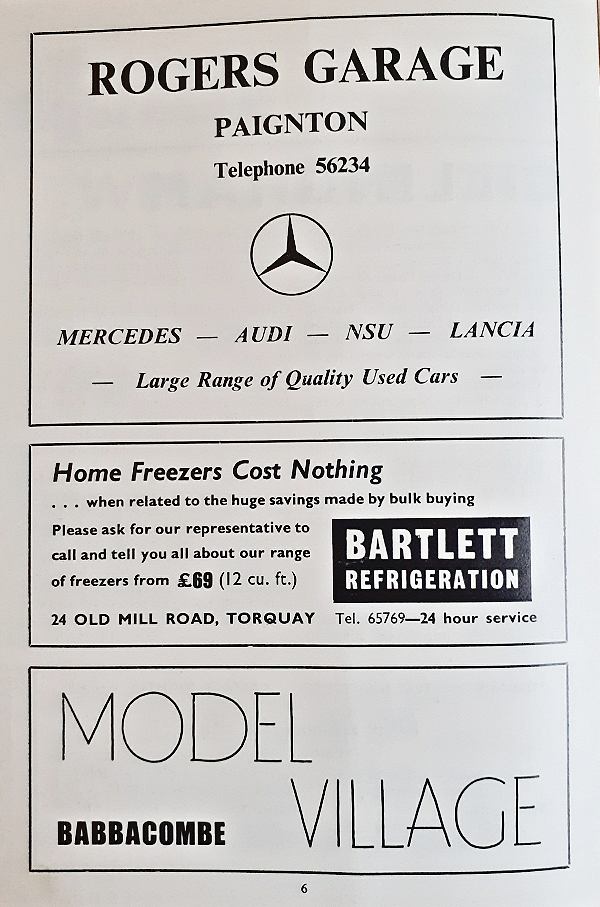 ROGERS GARAGE
PAIGNTON
Telephone 56234
MERCEDES — AUDI — NSU — LANCIA
— Large Range of Quality Used Cars —
Home Freezers Cost Nothing
. . . when related to the huge savings made by bulk buying
Please ask for our representative to
call and tell you all about our range
of freezers from £69 (12 cu. ft.)
BARTLETT
REFRIGERATION
24 OLD MILL ROAD, TORQUAY Tel. 65769—24 hour service
MODEL
VILLAGE
BABBACOMBE
6